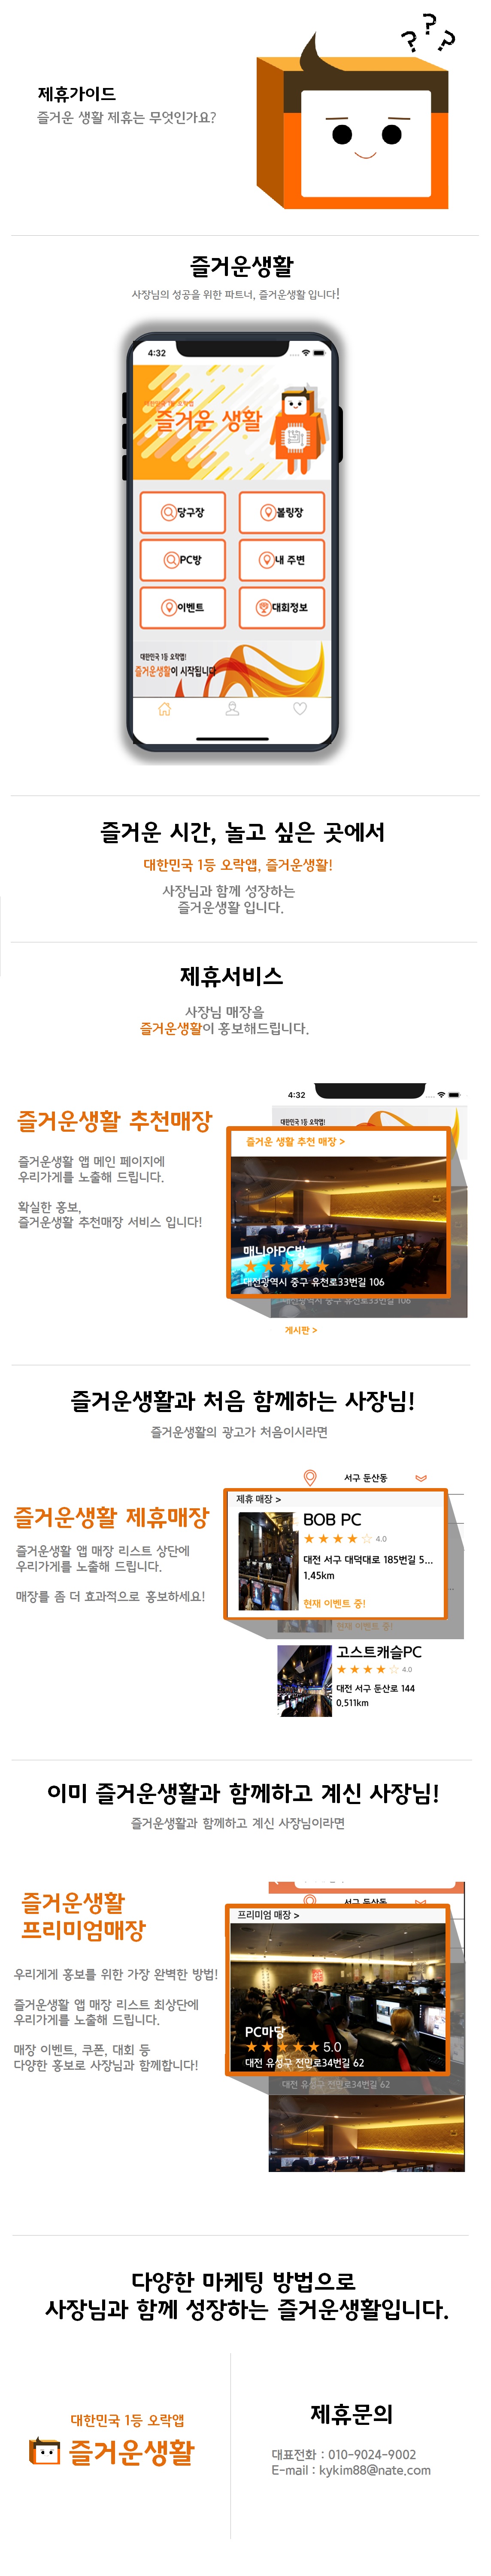 ? ? ?
제휴가이드
즐거운 생활 제휴는 무엇인가요?
즐거운생활
사장님의 성공을 위한 파트너, 즐거운생활 입니다!
4:32
대한민국 1등 오락앱
즐거운 생활
당구장
볼링장
PC방
내 주변
이벤트
대회정보
대한민국 1등 오락앱!
즐거운생활이 시작됩니다
즐거운 시간, 놀고 싶은 곳에서
대한민국 1등 오락앱, 즐거운생활!
사장님과 함께 성장하는
즐거운생활 입니다.
제휴서비스
사장님 매장을
즐거운생활이 홍보해드립니다.
4:32
대한민국 1등 오락앱!
즐거운생활 추천매장
즐거운생활 앱 메인 페이지에
우리가게를 노출해 드립니다.
확실한 홍보,
즐거운생활 추천매장 서비스 입니다!
즐거운 생활 추천 매장 >
매니아PC방
대전광역시 중구 유천로33번길 106
대전광역시 중구 유천로33번길 106
게시판 >
즐거운생활과 처음 함께하는 사장님!
즐거운생활의 광고가 처음이시라면
서구 둔산동
즐거운생활 제휴매장
즐거운생활 앱 매장 리스트 상단에
우리가게를 노출해 드립니다.
매장를 좀 더 효과적으로 홍보하세요!
제휴 매장 >
BOB PC
4.0
대전 서구 대덕대로 185번길 5...
1.45km
현재 이벤트 중!
현재 이벤트 중!
고스트캐슬PC
4.0
대전 서구 둔산로 144
0.511km
이미 즐거운생활과 함께하고 계신 사장님!
즐거운생활과 함께하고 계신 사장님이라면
서구 둔산동
즐거운생활
프리미엄매장
우리게게 홍보를 위한 가장 완벽한 방법!
즐거운생활 앱 매장 리스트 최상단에
우리가게를 노출해 드립니다.
매장 이벤트, 쿠폰, 대회 등
다양한 홍보로 사장님과 함께합니다!
프리미엄 매장 >
PC마당
5.0
대전 유성구 전민로34번길 62
대전 유성구 전민로34번길 62
다양한 마케팅 방법으로
사장님과 함께 성장하는 즐거운생활입니다.
대한민국 1등 오락앱
즐거운생활
제휴문의
대표전화 : 010-9024-9002
E-mail : kykim88@nate.com